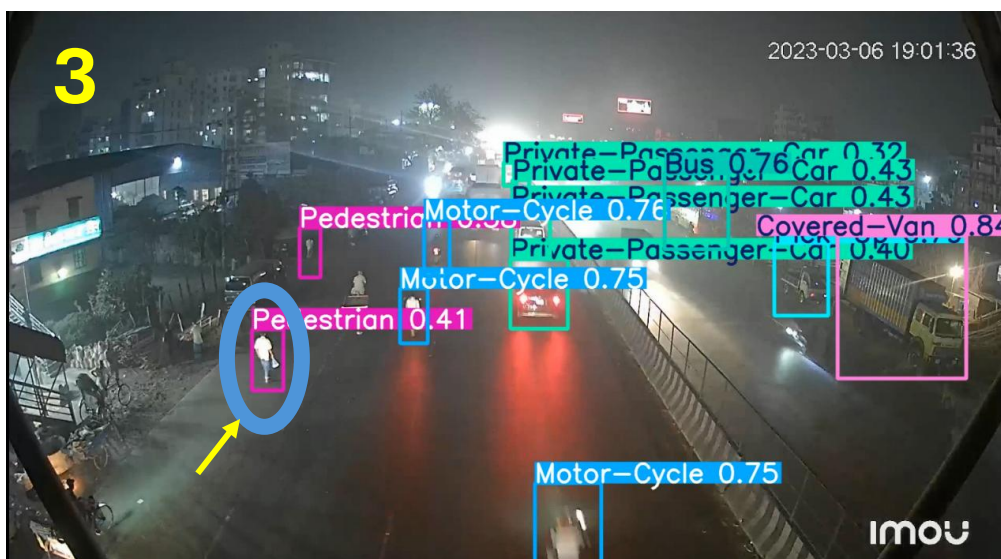 3
2023-03-06 19:01:36
Private-Passenger-Car 0.32
Private-Passenger-Car 0.43
Bus 0.76
Private-Passenger-Car 0.43
Pedestrian
Motor-Cycle 0.76
Covered-Van 0.84
Private-Passenger-Car 0.40
Motor-Cycle 0.75
Pedestrian 0.41
Motor-Cycle 0.75
imou